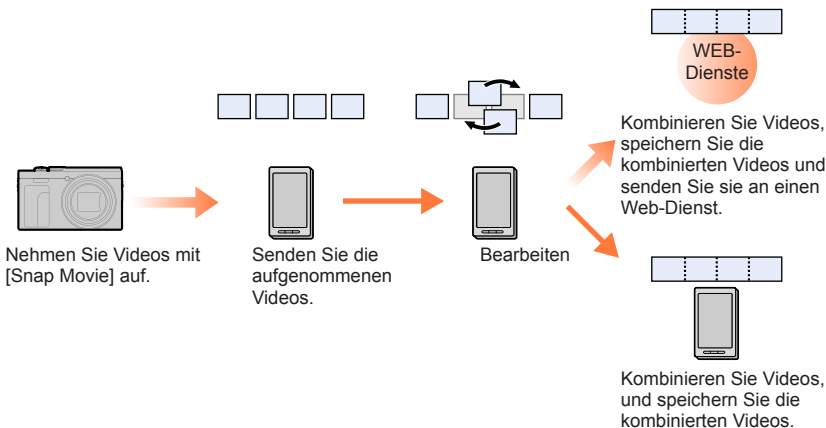 Nehmen Sie Videos mit
[Snap Movie] auf.
Senden Sie die
aufgenommenen
Videos.
Bearbeiten
WEB-
Dienste
Kombinieren Sie Videos,
speichern Sie die
kombinierten Videos und
senden Sie sie an einen
Web-Dienst.
Kombinieren Sie Videos,
und speichern Sie die
kombinierten Videos.